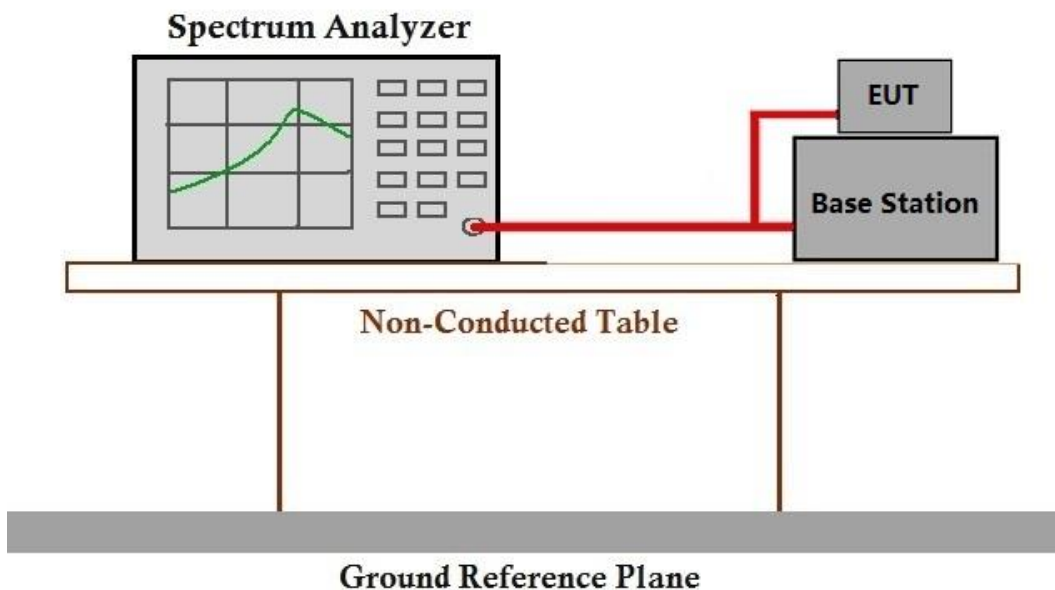 Spectrum Analyzer
EUT
Base Station
Non-Conducted Table
Ground Reference Plane